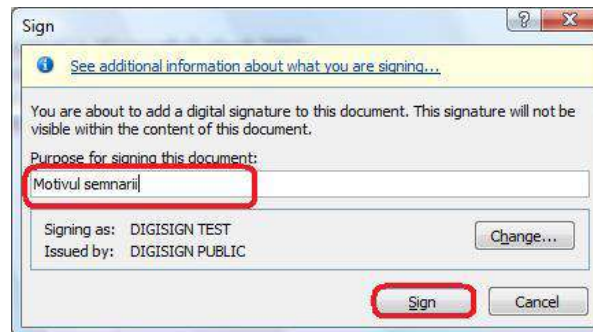 Sign
See additional information about what you are signing...
You are about to add a digital signature to this document. This signature will not be
visible within the content of this document.
Purpose for signing this document:
Motivul semnarii
Signing as: DIGISIGN TEST
Issued by: DIGISIGN PUBLIC
Change...
Sign
Cancel